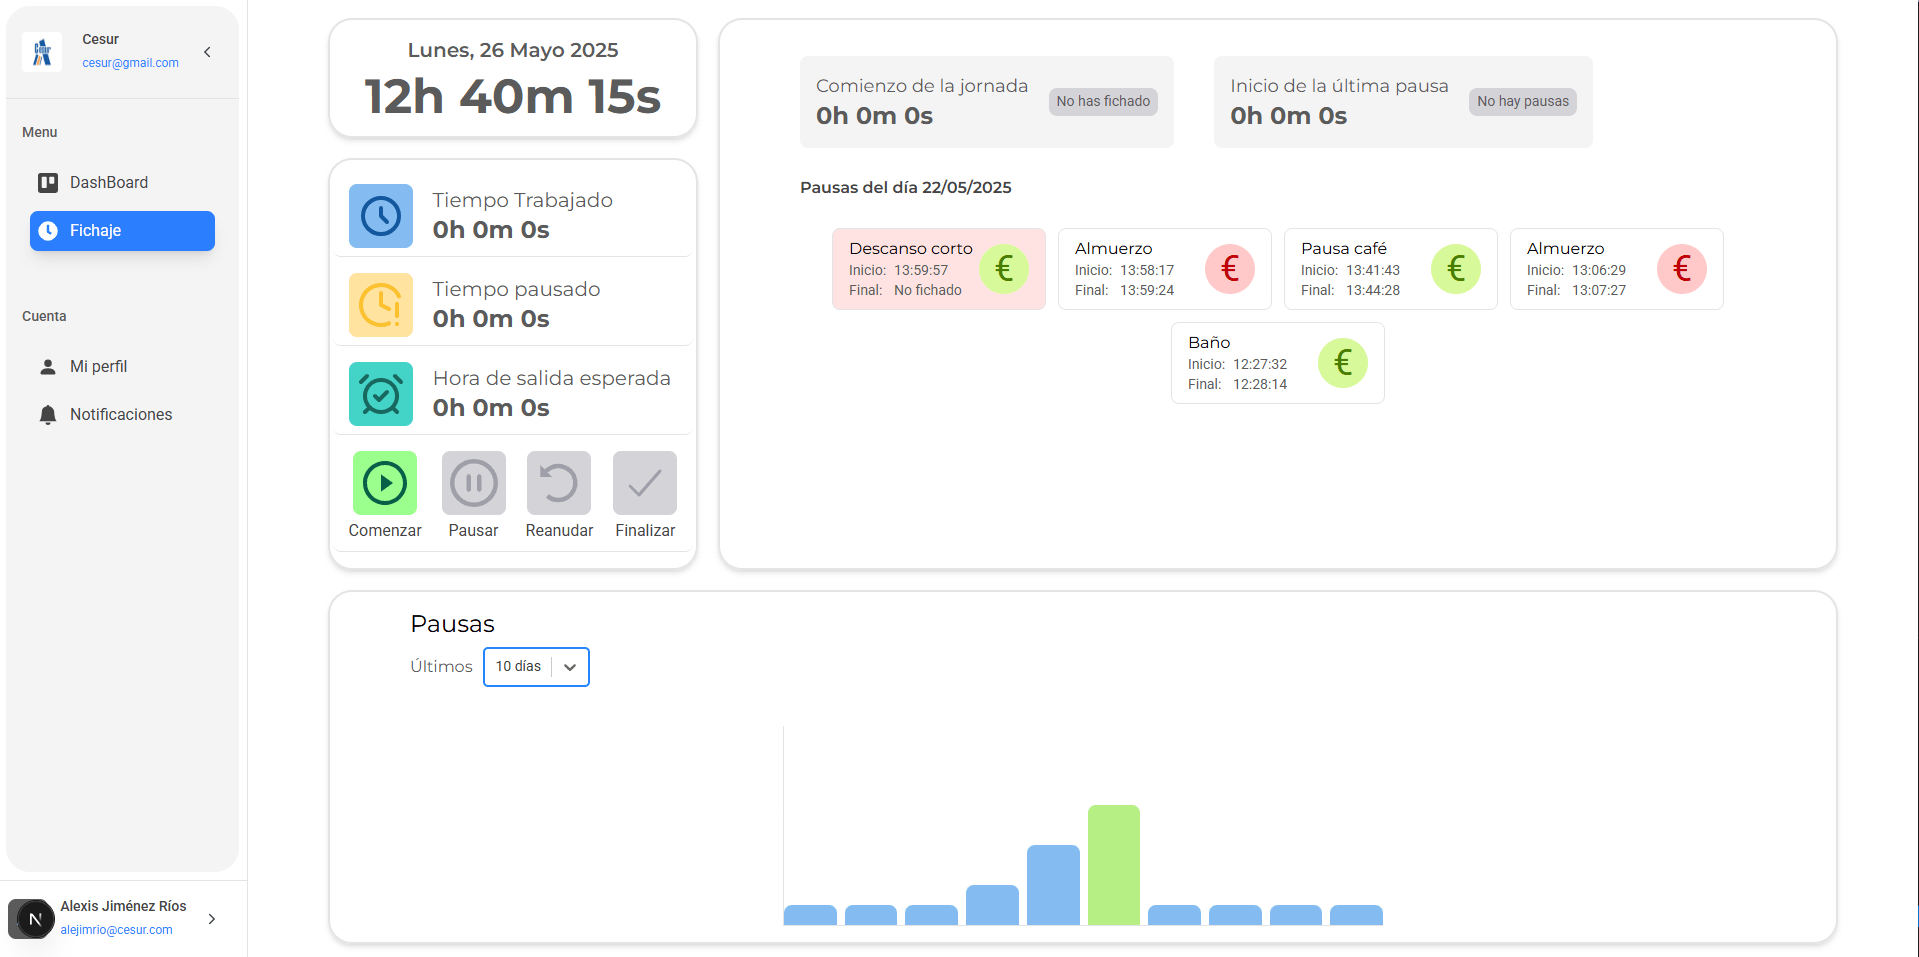 Cesur
cesur@gmail.com
Menu
DashBoard
Fichaje
Cuenta
Mi perfil
Notificaciones
Alexis Jiménez Ríos
alejimrio@cesur.com
N
Lunes, 26 Mayo 2025
12h 40m 15s
Tiempo Trabajado
0h 0m 0s
Tiempo pausado
0h 0m 0s
Hora de salida esperada
0h 0m 0s
Comenzar
Pausar
Reanudar
Finalizar
Comienzo de la jornada
0h 0m 0s
No has fichado
Inicio de la última pausa
0h 0m 0s
No hay pausas
Pausas del día 22/05/2025
Descanso corto
Inicio: 13:59:57
Final: No fichado
€
Almuerzo
Inicio: 13:58:17
Final: 13:59:24
€
Pausa café
Inicio: 13:41:43
Final: 13:44:28
€
Almuerzo
Inicio: 13:06:29
Final: 13:07:27
€
Baño
Inicio: 12:27:32
Final: 12:28:14
€
Pausas
Últimos 10 días